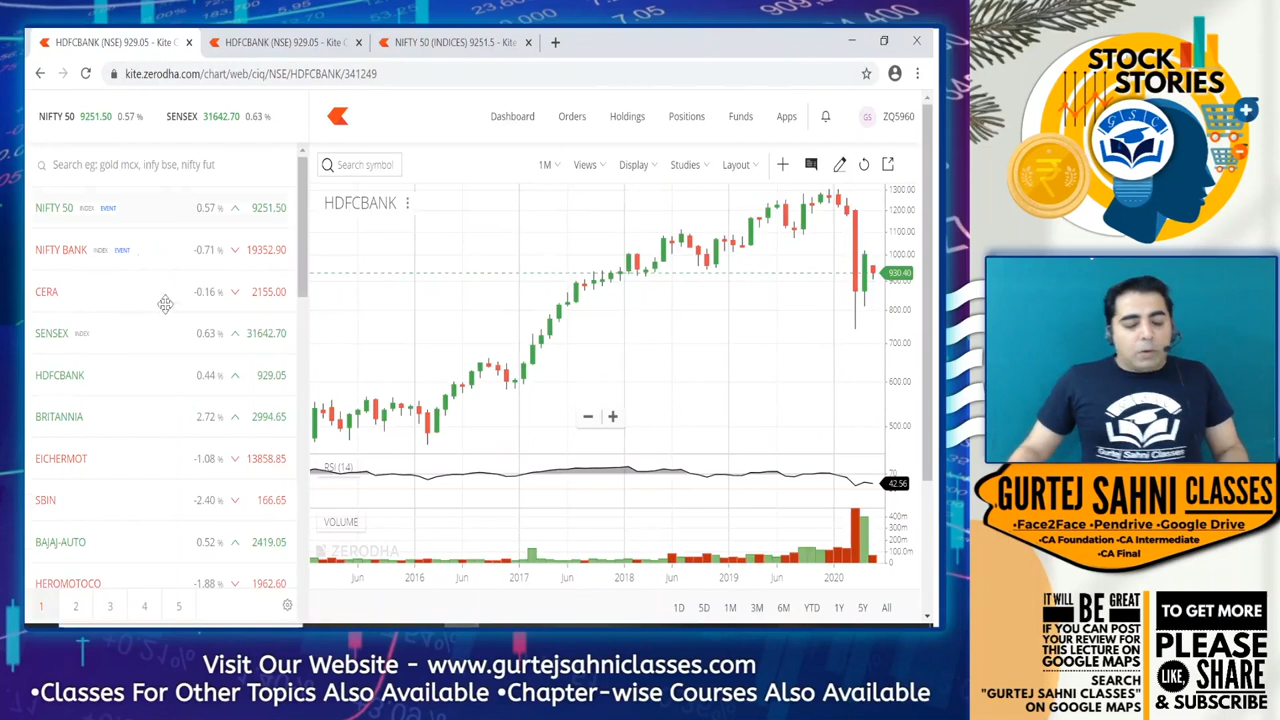 HDFCBANK (NSE) 929.05 - Kite C
HDFCBANK (NSE) 929.05 - Kite C
NIFTY 50 (INDICES) 9251.5 - Kit
kite.zerodha.com/chart/web/ciq/NSE/HDFCBANK/341249
NIFTY 50 9251.50 0.57 % SENSEX 31642.70 0.63 %
Dashboard Orders Holdings Positions Funds Apps GS ZQ5960
Search eg: gold mcx, infy bse, nifty fut
Search symbol 1M Views Display Studies Layout
NIFTY 50 INDEX EVENT 0.57 % 9251.50
NIFTY BANK INDEX EVENT -0.71 % 19352.90
CERA -0.16 % 2155.00
SENSEX INDEX 0.63 % 31642.70
HDFCBANK 0.44 % 929.05
BRITANNIA 2.72 % 2994.65
EICHERMOT -1.08 % 13858.85
SBIN -2.40 % 166.65
BAJAJ-AUTO 0.52 % 2419.05
HEROMOTOCO -1.88 % 1962.60
1 2 3 4 5
HDFCBANK
1300.00
1200.00
1000.00
930.40
800.00
700.00
600.00
500.00
RSI (14)
70
42.56
VOLUME
400m
300m
0
ZERODHA
Jun 2016 Jun 2017 Jun 2018 Jun 2019 Jun 2020
1D 5D 1M 3M 6M YTD 1Y 5Y All
STOCK
STORIES
G S C
Gurtej Sahni Classes
GURTEJ SAHNI CLASSES
•Face2Face •Pendrive •Google Drive
•CA Foundation •CA Intermediate
•CA Final
IT WILL
BE GREAT
IF YOU CAN POST
YOUR REVIEW FOR
THIS LECTURE ON
GOOGLE MAPS
SEARCH
"GURTEJ SAHNI CLASSES"
ON GOOGLE MAPS
TO GET MORE
PLEASE
LIKE, SHARE
& SUBSCRIBE
Visit Our Website - www.gurtejsahniclasses.com
•Classes For Other Topics Also Available •Chapter-wise Courses Also Available